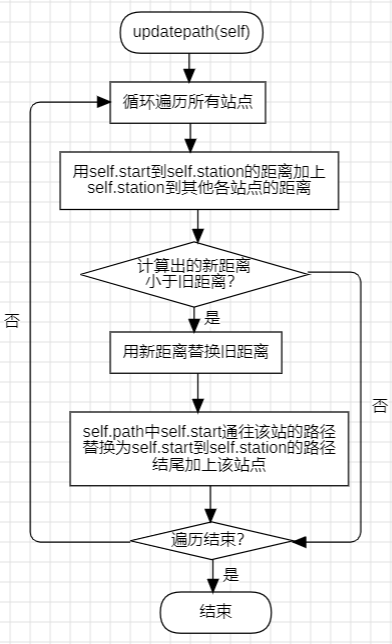 updatepath(self)
循环遍历所有站点
用self.start到self.station的距离加上
self.station到其他各站点的距离
计算出的新距离
小于旧距离？
是
否
用新距离替换旧距离
否
self.path中self.start通往该站的路径
替换为self.start到self.station的路径
结尾加上该站点
遍历结束？
是
结束